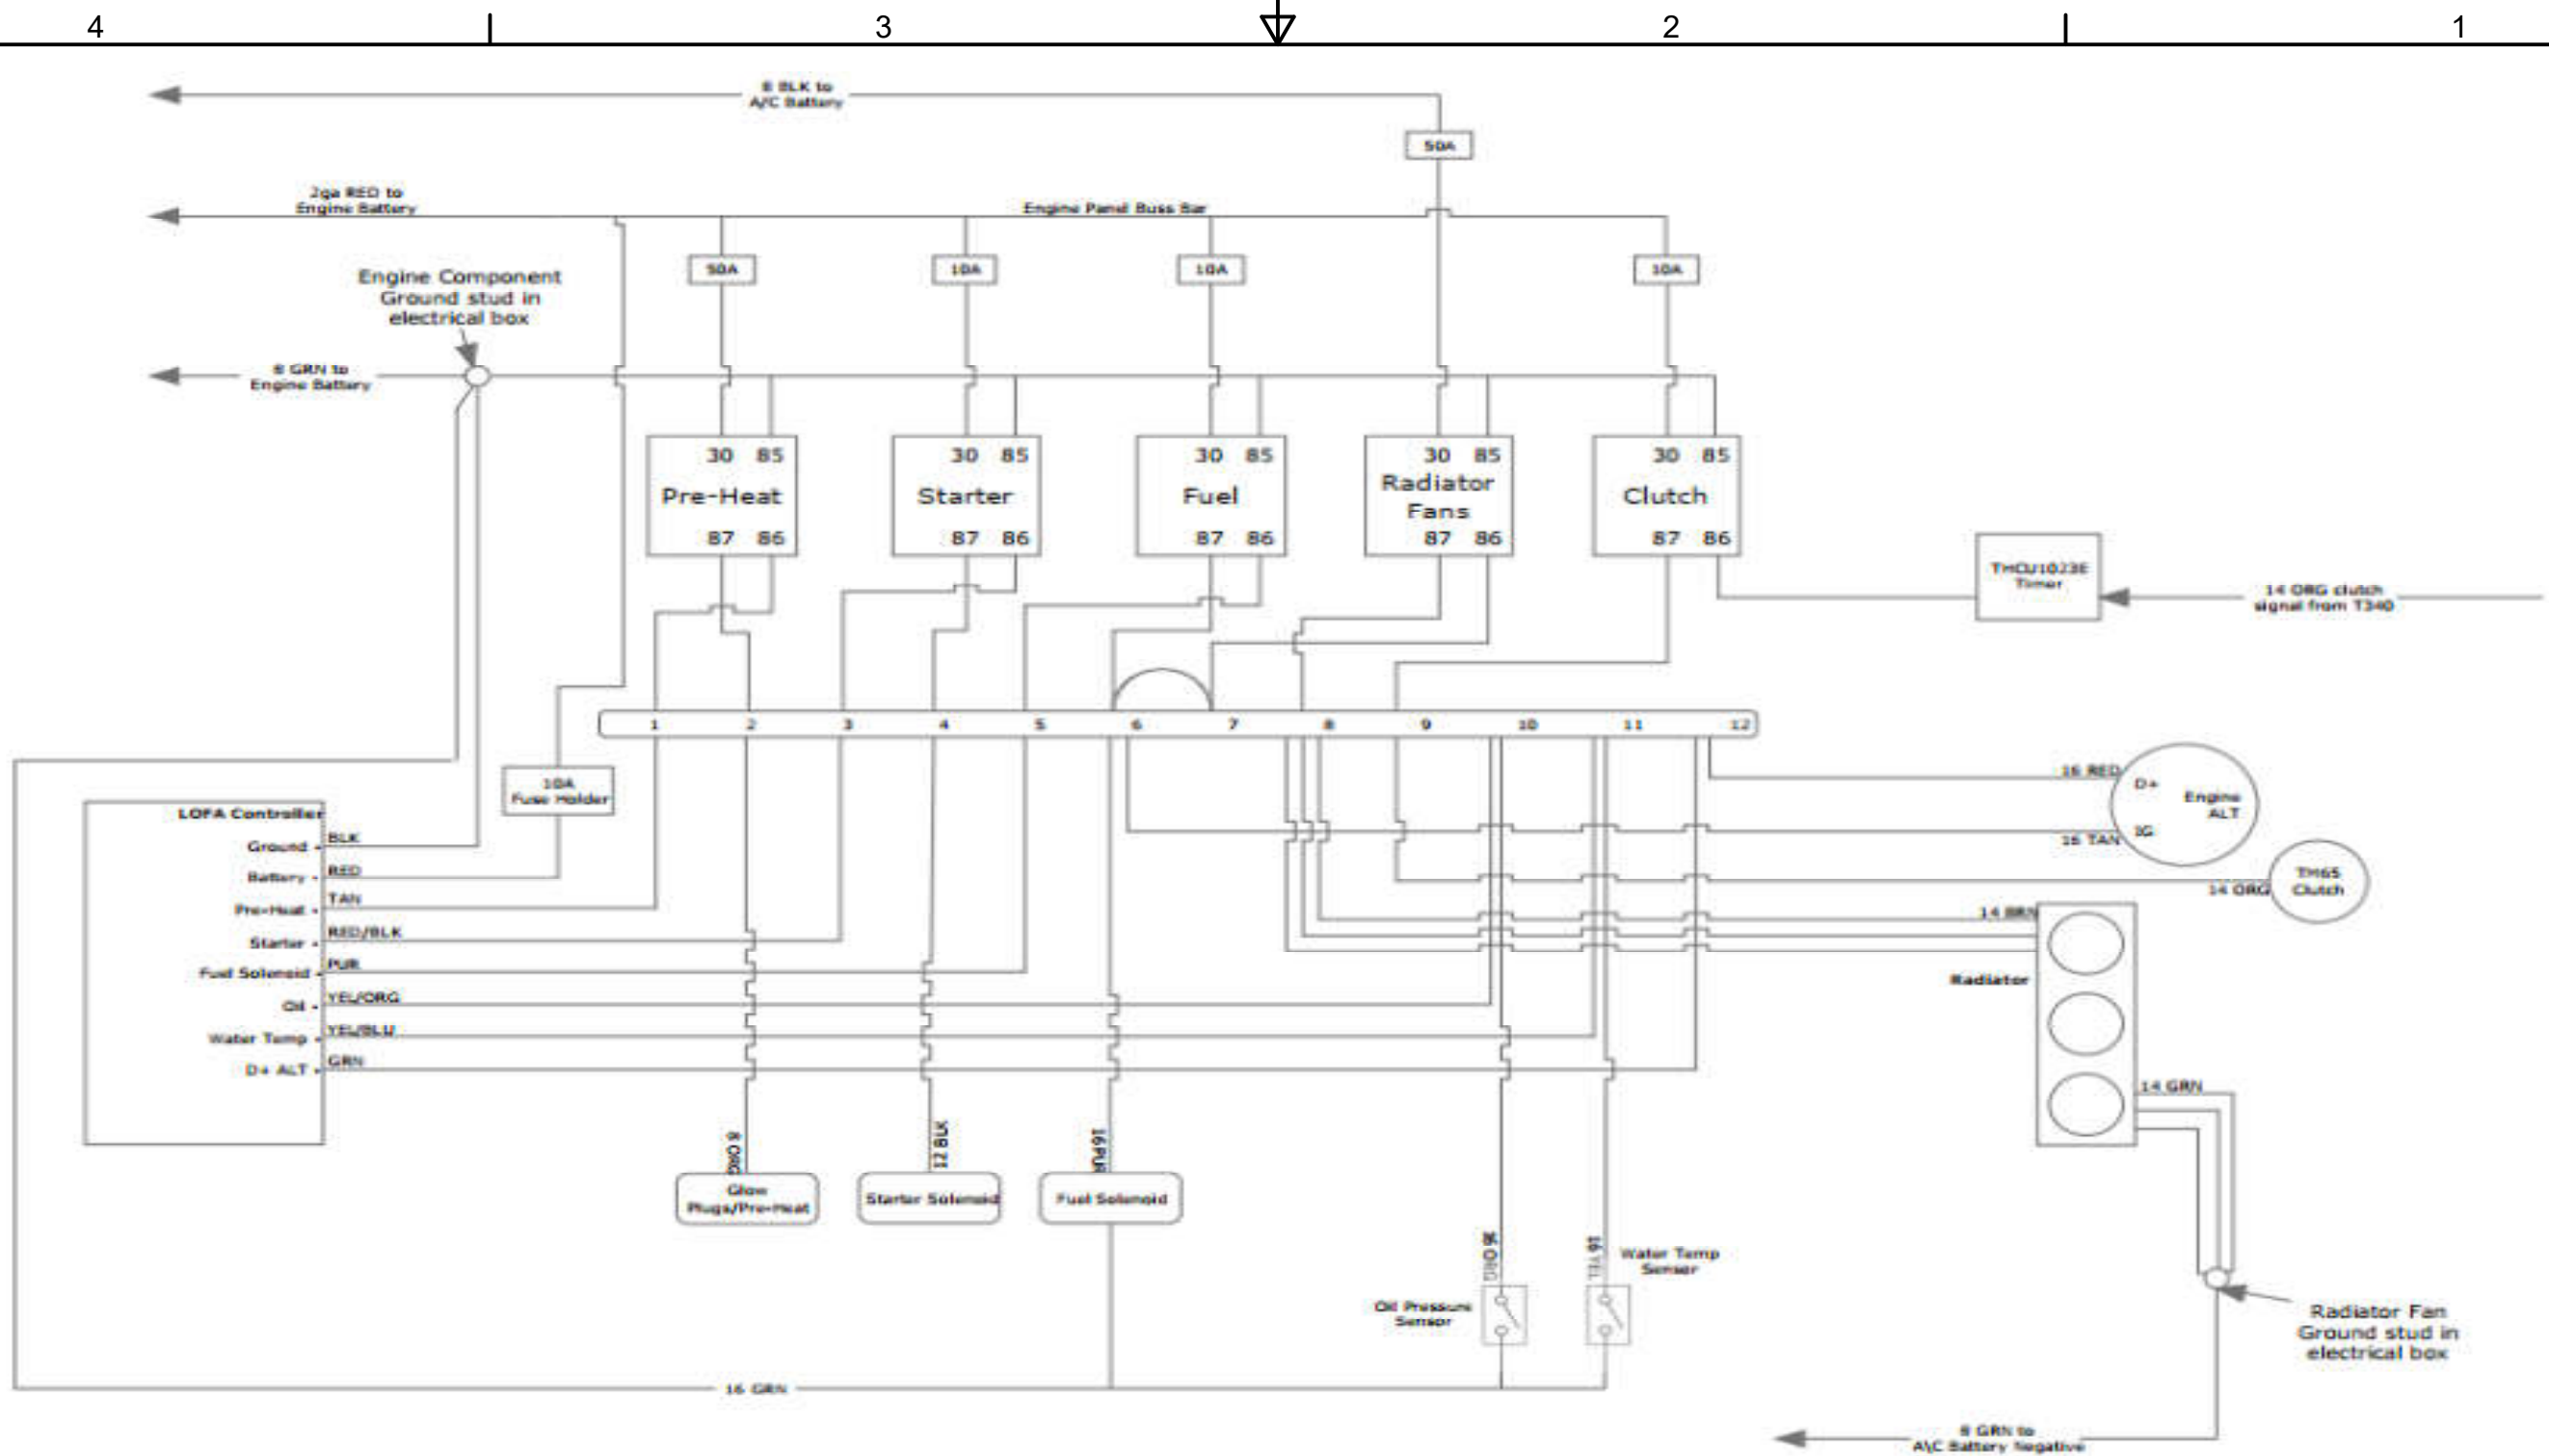 4 3 2 1
8 BLK to
A/C Battery
50A
2ga RED to
Engine Battery
Engine Panel Buss Bar
50A 10A 10A 10A
Engine Component
Ground stud in
electrical box
8 GRN to
Engine Battery
30 85 30 85 30 85 30 85 30 85
Pre-Heat Starter Fuel Radiator
Fans Clutch
87 86 87 86 87 86 87 86 87 86
THCU1023E
Timer
14 ORG clutch
signal from T340
1 2 3 4 5 6 7 8 9 10 11 12
10A
Fuse Holder
16 RED
D+
Engine
ALT
IG
16 TAN
TM65
Clutch
14 ORG
LOFA Controller
Ground BLK
Battery RED
Pre-Heat TAN
Starter RED/BLK
Fuel Solenoid PUR
Oil YEL/ORG
Water Temp YEL/BLU
D+ ALT GRN
14 BRN
Radiator
14 GRN
8 ORG
12 BLK
16PUR
Glow
Plugs/Pre-Heat
Starter Solenoid
Fuel Solenoid
ORG
16 YEL
Water Temp
Sensor
Oil Pressure
Sensor
Radiator Fan
Ground stud in
electrical box
16 GRN
8 GRN to
A\C Battery Negative